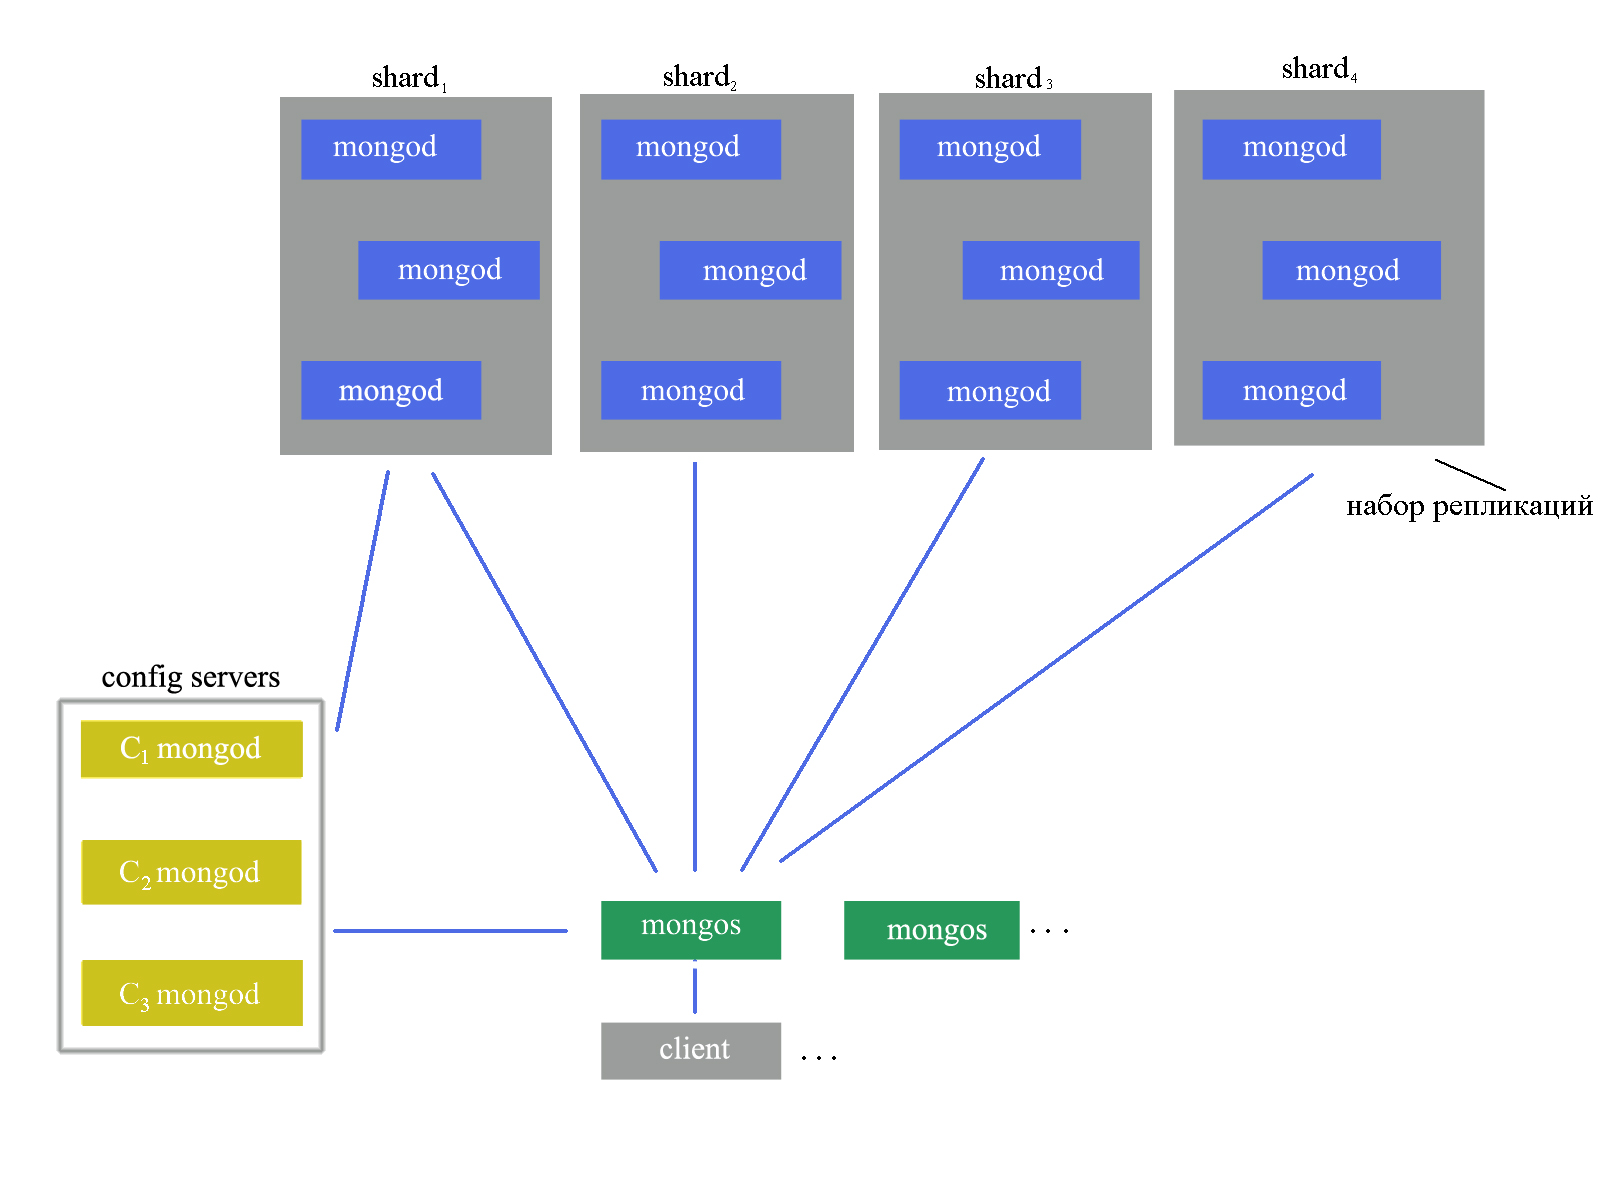 shard₁
shard₂
shard₃
shard₄
mongod
mongod
mongod
mongod
mongod
mongod
mongod
mongod
mongod
mongod
mongod
mongod
набор репликаций
config servers
C₁ mongod
C₂ mongod
C₃ mongod
mongos
mongos ...
client ...